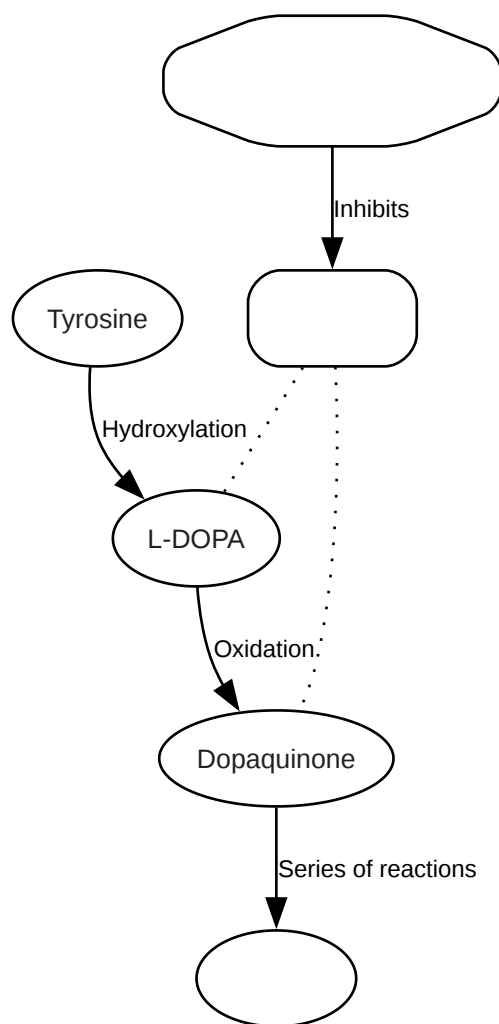 Inhibits
Tyrosine
Hydroxylation
L-DOPA
Oxidation
Dopaquinone
Series of reactions